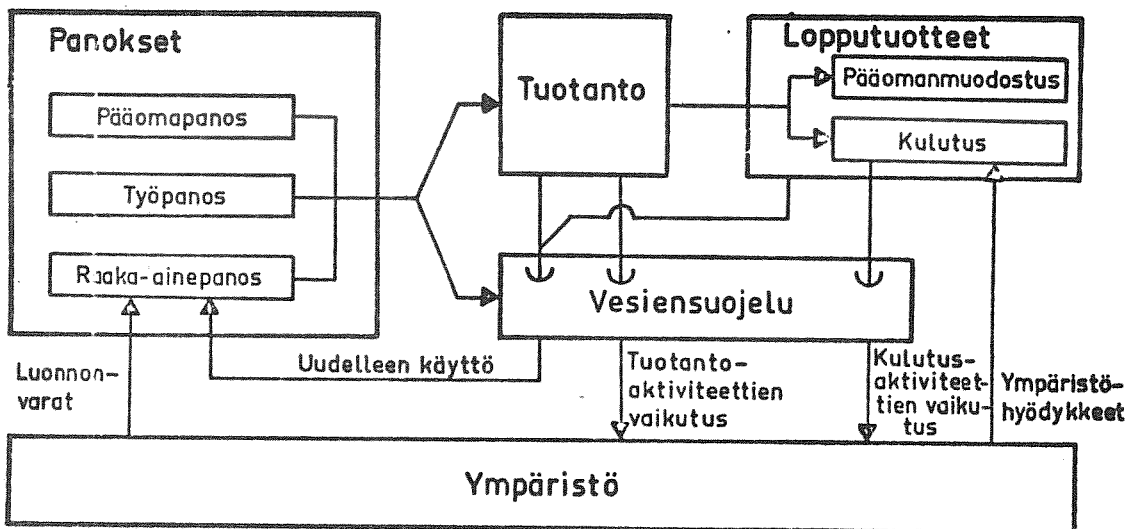 Panokset
Pääomapanos
Työpanos
Raaka-ainepanos
Tuotanto
Lopputuotteet
Pääomanmuodostus
Kulutus
Vesiensuojelu
Luonnon-
varat
Uudelleen käyttö
Tuotanto-
aktiviteettien
vaikutus
Kulutus-
aktiviteet-
tien vaiku-
tus
Ympäristö-
hyödykkeet
Ympäristö